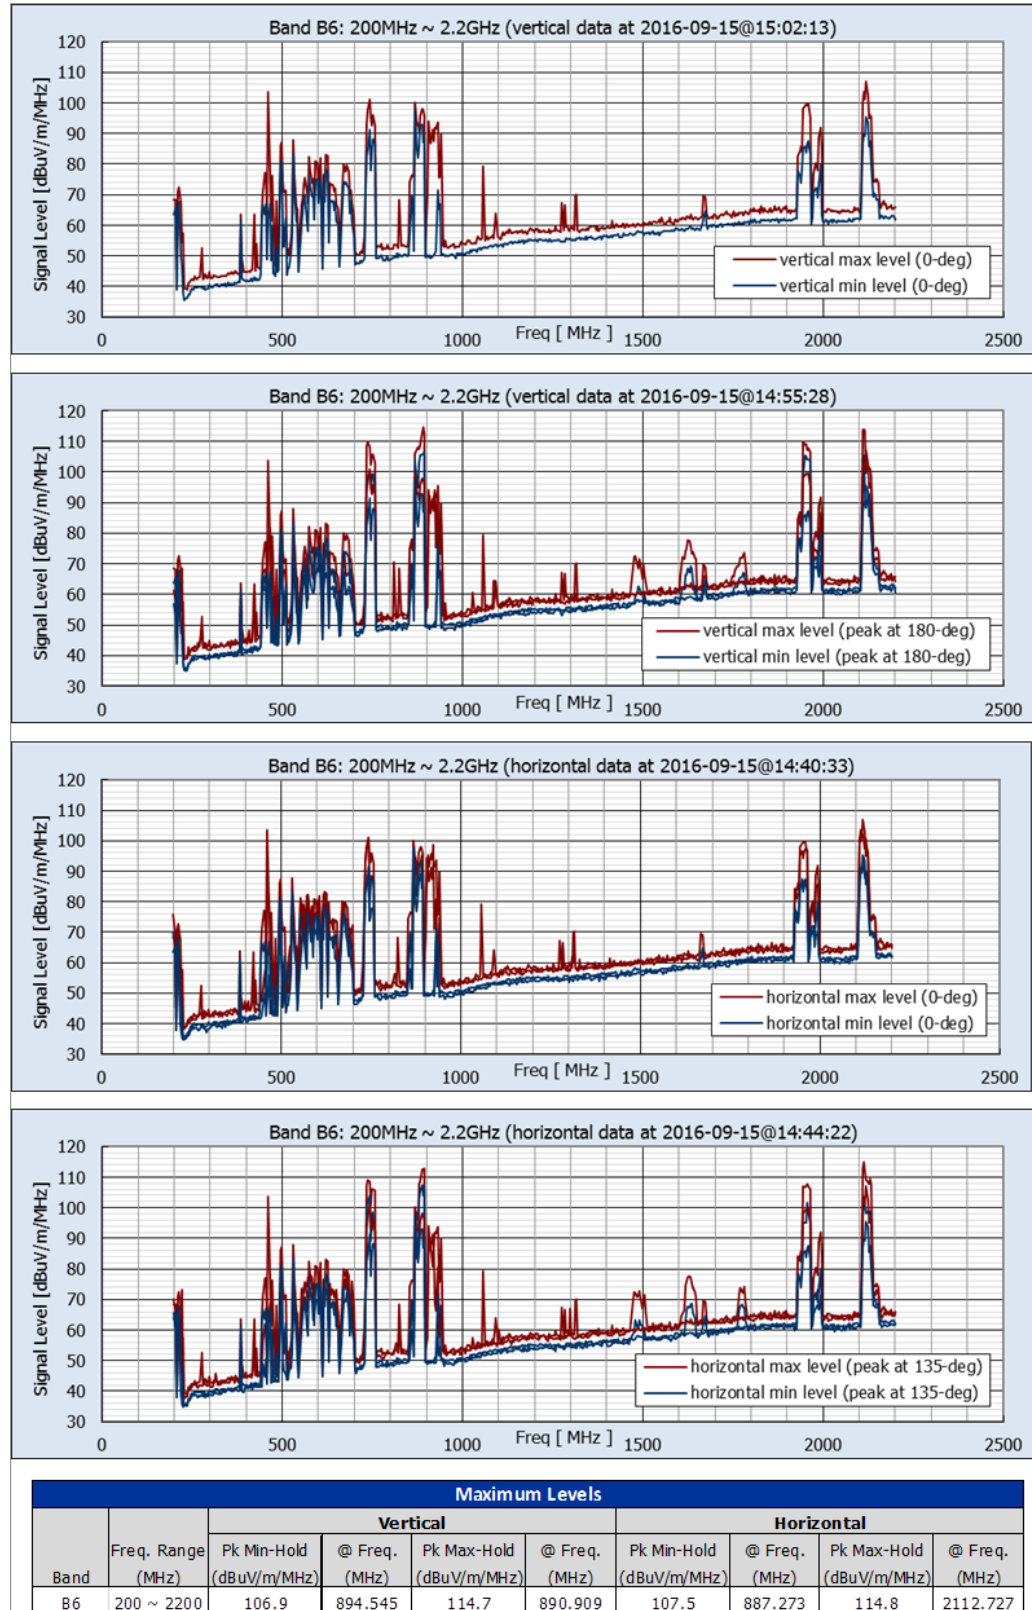 Band B6: 200MHz ~ 2.2GHz (vertical data at 2016-09-15@15:02:13)
Signal Level [dBuV/m/MHz]
120
110
100
90
80
70
60
50
40
30
vertical max level (0-deg)
vertical min level (0-deg)
0 500 1000 1500 2000 2500
Freq [ MHz ]
Band B6: 200MHz ~ 2.2GHz (vertical data at 2016-09-15@14:55:28)
Signal Level [dBuV/m/MHz]
120
110
100
90
80
70
60
50
40
30
vertical max level (peak at 180-deg)
vertical min level (peak at 180-deg)
0 500 1000 1500 2000 2500
Freq [ MHz ]
Band B6: 200MHz ~ 2.2GHz (horizontal data at 2016-09-15@14:40:33)
Signal Level [dBuV/m/MHz]
120
110
100
90
80
70
60
50
40
30
horizontal max level (0-deg)
horizontal min level (0-deg)
0 500 1000 1500 2000 2500
Freq [ MHz ]
Band B6: 200MHz ~ 2.2GHz (horizontal data at 2016-09-15@14:44:22)
Signal Level [dBuV/m/MHz]
120
110
100
90
80
70
60
50
40
30
horizontal max level (peak at 135-deg)
horizontal min level (peak at 135-deg)
0 500 1000 1500 2000 2500
Freq [ MHz ]
Maximum Levels
Vertical Horizontal
Freq. Range Pk Min-Hold @ Freq. Pk Max-Hold @ Freq. Pk Min-Hold @ Freq. Pk Max-Hold @ Freq.
Band (MHz) (dBuV/m/MHz) (MHz) (dBuV/m/MHz) (MHz) (dBuV/m/MHz) (MHz) (dBuV/m/MHz) (MHz)
B6 200 ~ 2200 106.9 894.545 114.7 890.909 107.5 887.273 114.8 2112.727